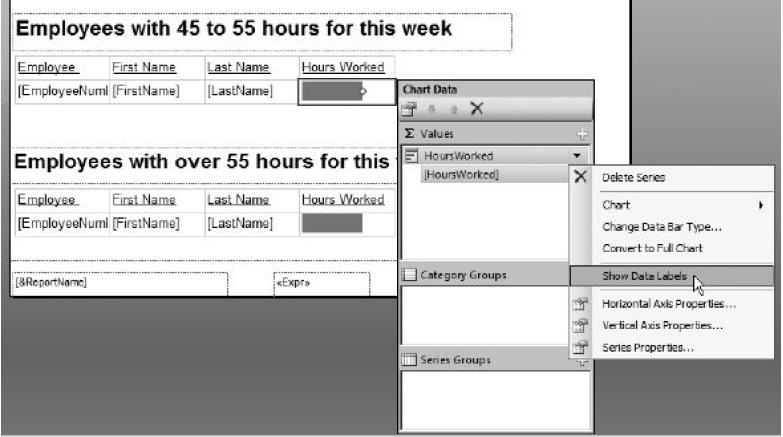 Employees with 45 to 55 hours for this week
Employee First Name Last Name Hours Worked
[EmployeeNuml [FirstName] [LastName]
Chart Data
Σ Values
HoursWorked
[HoursWorked]
Employees with over 55 hours for this
Employee First Name Last Name Hours Worked
[EmployeeNuml [FirstName] [LastName]
Delete Series
Chart
Change Data Bar Type...
Convert to Full Chart
Show Data Labels
Horizontal Axis Properties...
Vertical Axis Properties...
Series Properties...
Category Groups
Series Groups
[&ReportName] «Expr»